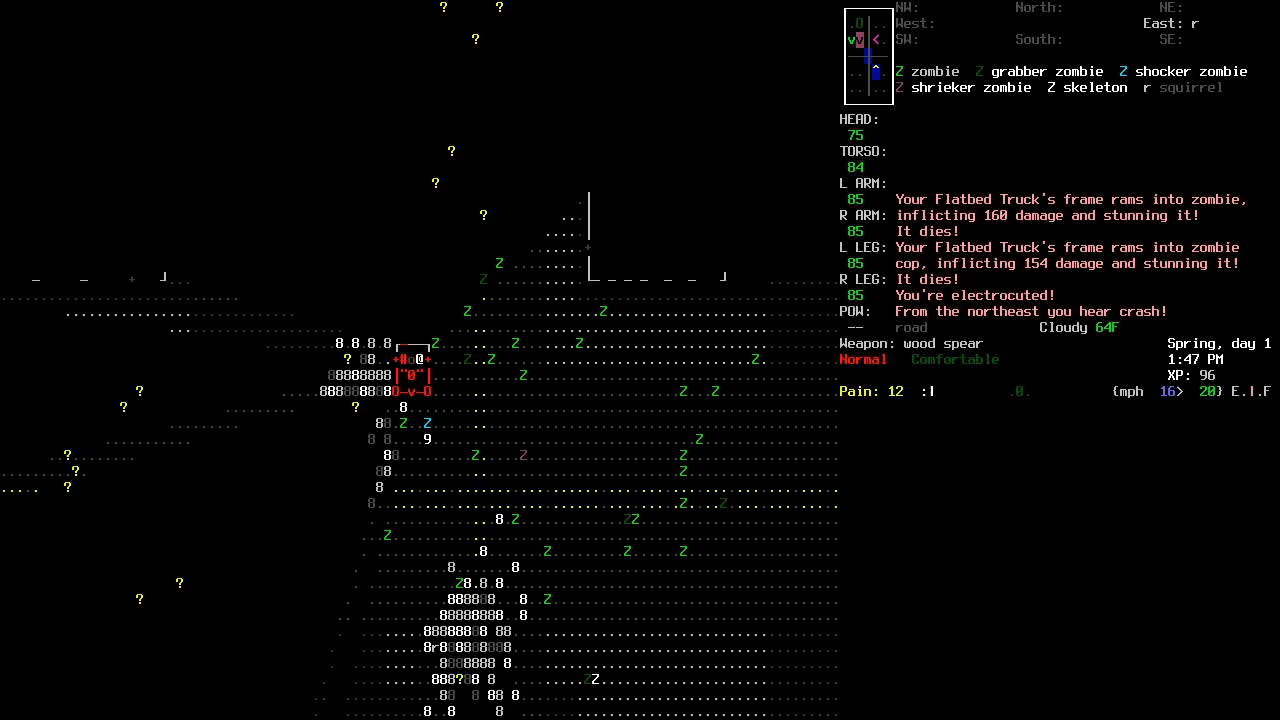 NW: North: NE:
West: East: r
SW: South: SE:
Z zombie Z grabber zombie Z shocker zombie
Z shrieker zombie Z skeleton r squirrel
HEAD:
75
TORSO:
84
L ARM:
85 Your Flatbed Truck's frame rams into zombie,
R ARM: inflicting 160 damage and stunning it!
85 It dies!
L LEG: Your Flatbed Truck's frame rams into zombie
85 cop, inflicting 154 damage and stunning it!
R LEG: It dies!
85 You're electrocuted!
POW: From the northeast you hear crash!
-- road Cloudy 64F
Weapon: wood spear Spring, day 1
Normal Comfortable 1:47 PM
XP: 96
Pain: 12 :I .0. {mph 16> 20} E.I.F